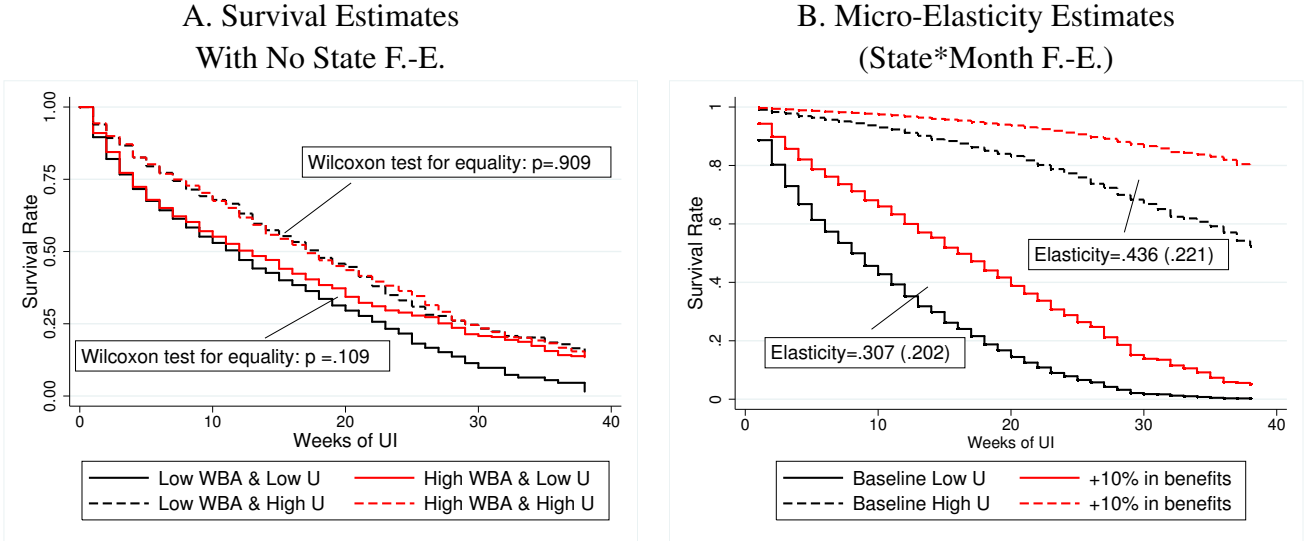 A. Survival Estimates
With No State F.-E.
Survival Rate
1.00
0.75
0.50
0.25
0.00
Wilcoxon test for equality: p=.909
Wilcoxon test for equality: p =.109
0 10 20 30 40
Weeks of UI
Low WBA & Low U High WBA & Low U
Low WBA & High U High WBA & High U
B. Micro-Elasticity Estimates
(State*Month F.-E.)
Survival Rate
1
.8
.6
.4
.2
0
Elasticity=.436 (.221)
Elasticity=.307 (.202)
0 10 20 30 40
Weeks of UI
Baseline Low U +10% in benefits
Baseline High U +10% in benefits